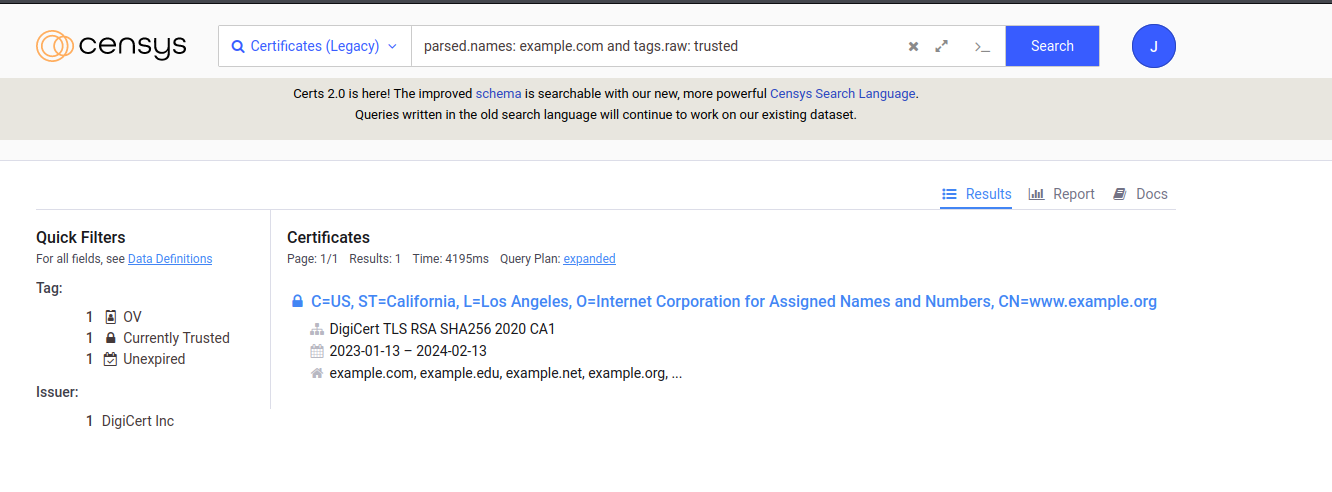 censys
Certificates (Legacy)
parsed.names: example.com and tags.raw: trusted
>_
Search
J
Certs 2.0 is here! The improved schema is searchable with our new, more powerful Censys Search Language.
Queries written in the old search language will continue to work on our existing dataset.
Results
Report
Docs
Quick Filters
For all fields, see Data Definitions
Tag:
1 OV
1 Currently Trusted
1 Unexpired
Issuer:
1 DigiCert Inc
Certificates
Page: 1/1 Results: 1 Time: 4195ms Query Plan: expanded
C=US, ST=California, L=Los Angeles, O=Internet Corporation for Assigned Names and Numbers, CN=www.example.org
DigiCert TLS RSA SHA256 2020 CA1
2023-01-13 – 2024-02-13
example.com, example.edu, example.net, example.org, ...